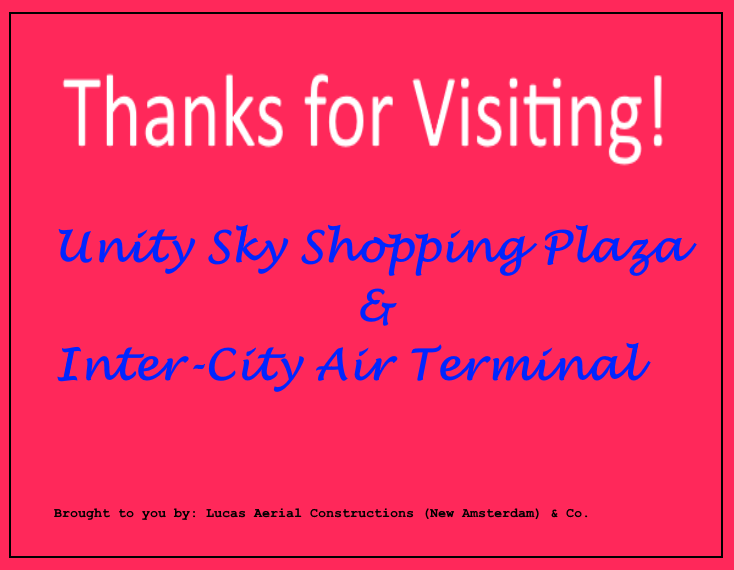 Thanks for Visiting!
Unity Sky Shopping Plaza
&
Inter-City Air Terminal
Brought to you by: Lucas Aerial Constructions (New Amsterdam) & Co.